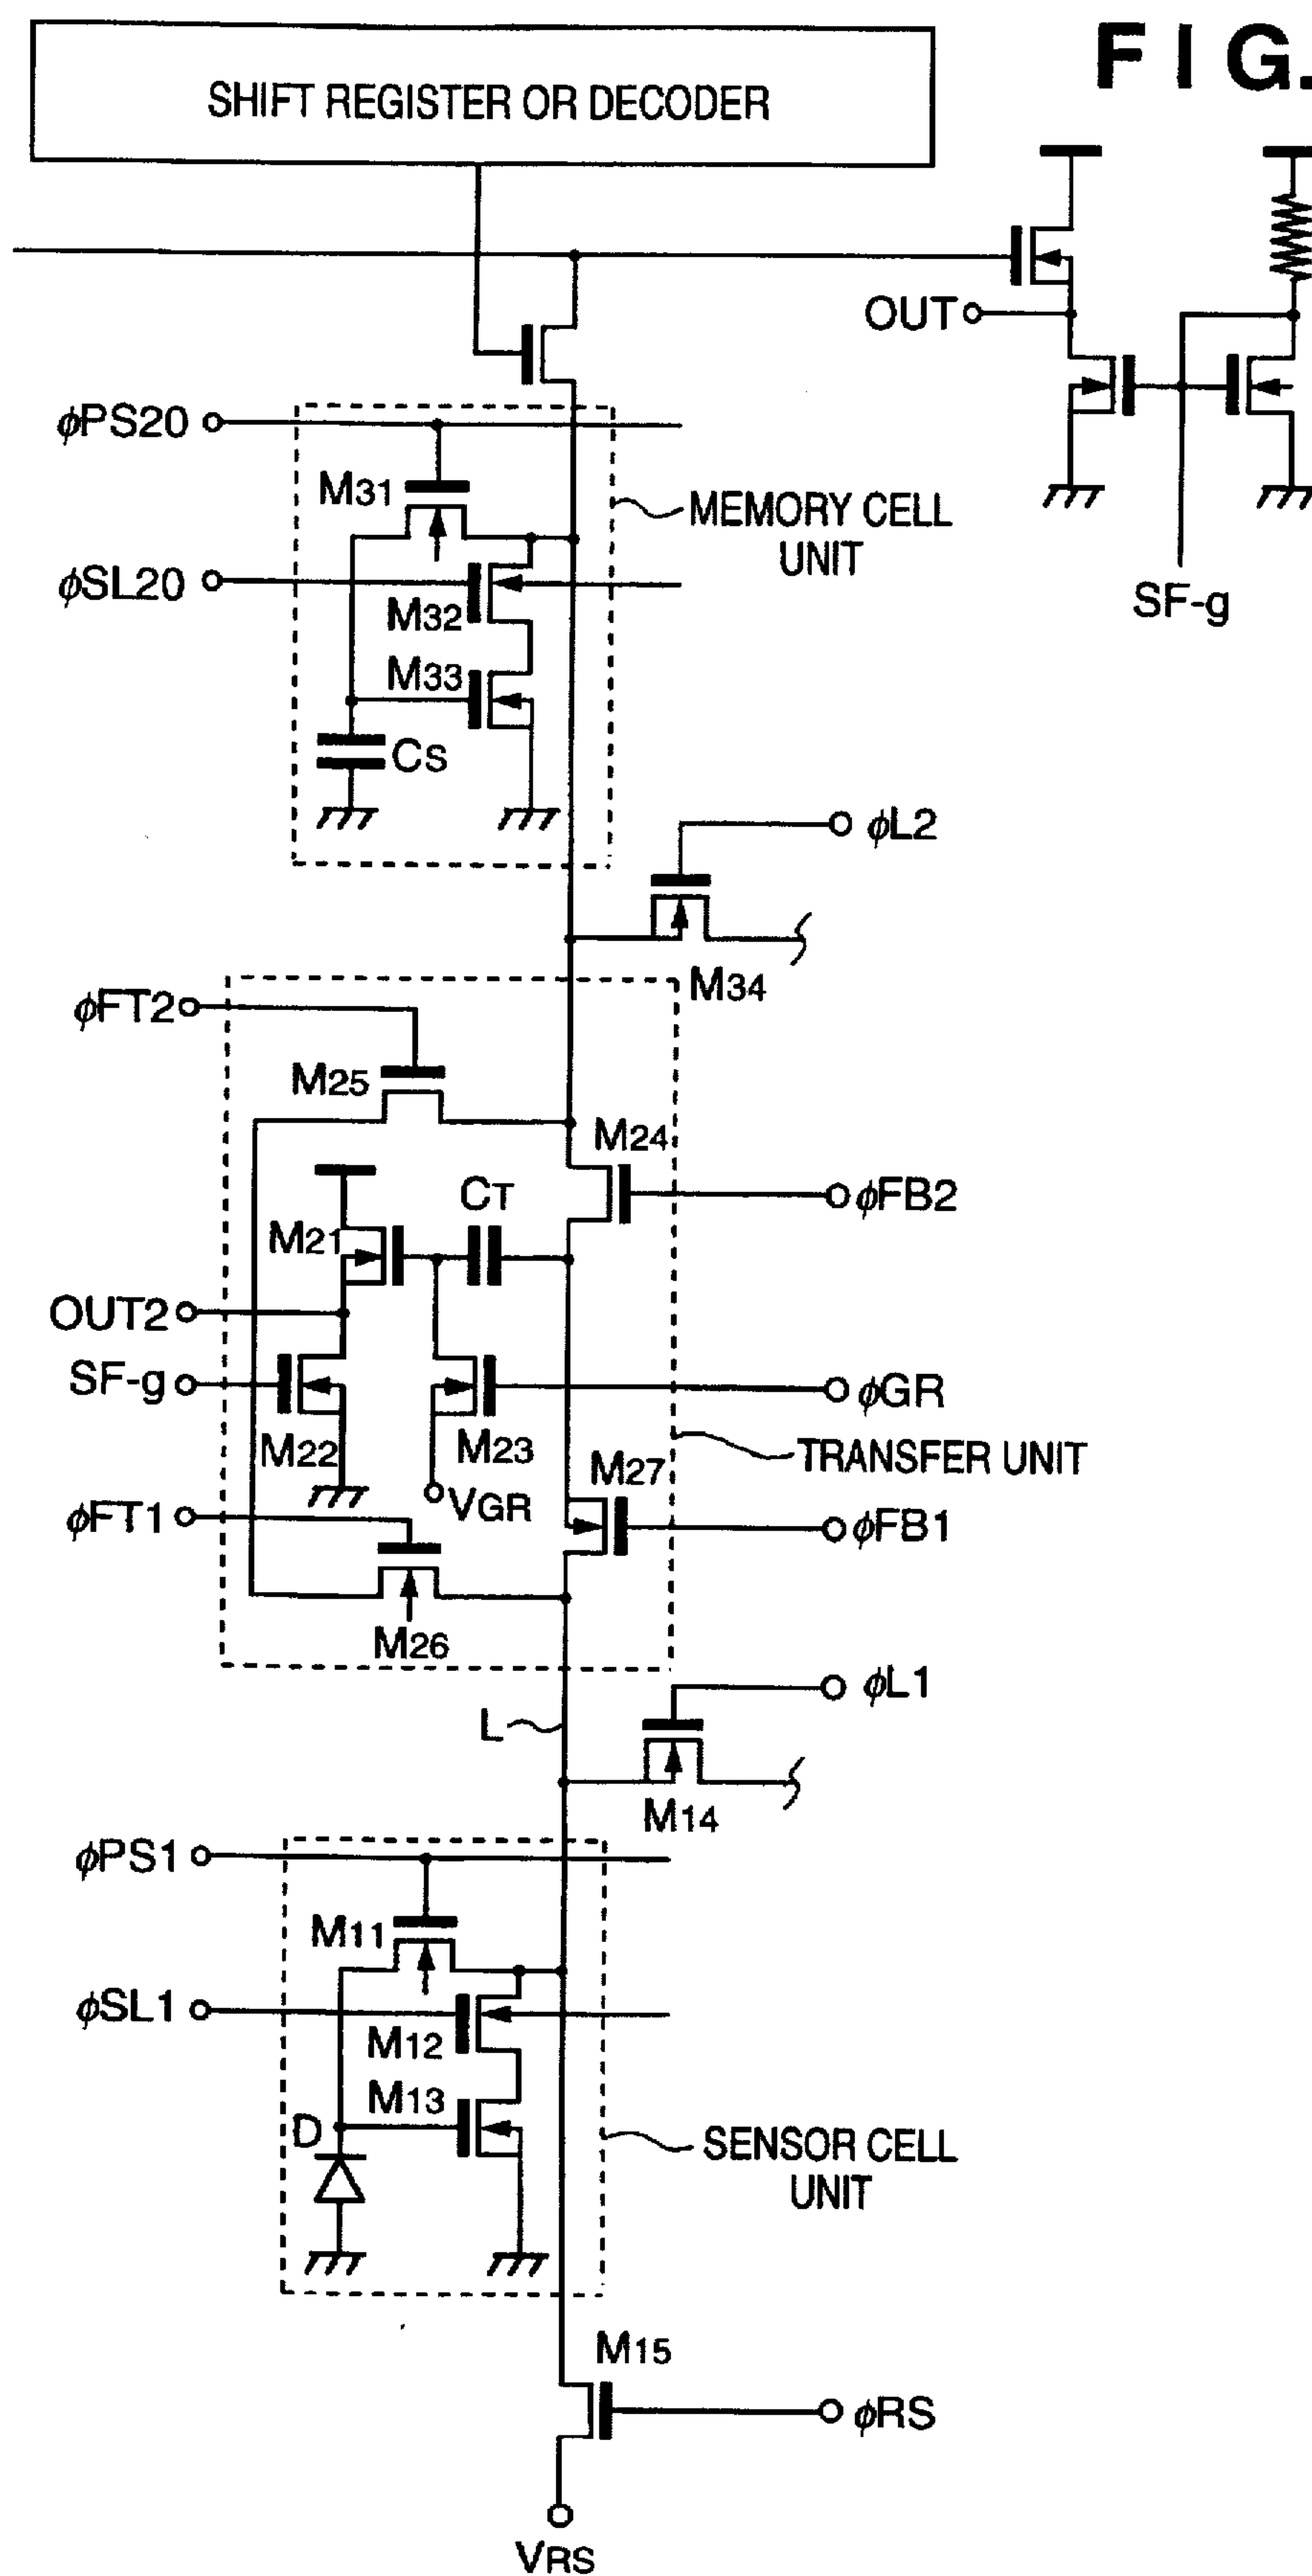 FIG.
SHIFT REGISTER OR DECODER
OUT
ϕPS20
M31
MEMORY CELL
UNIT
ϕSL20
M32
SF-g
M33
CS
ϕL2
M34
ϕFT2
M25
M24
CT
ϕFB2
M21
OUT2
SF-g
ϕGR
M22
M23
TRANSFER UNIT
M27
VGR
ϕFT1
ϕFB1
M26
ϕL1
L
M14
ϕPS1
M11
ϕSL1
M12
M13
D
SENSOR CELL
UNIT
M15
ϕRS
VRS